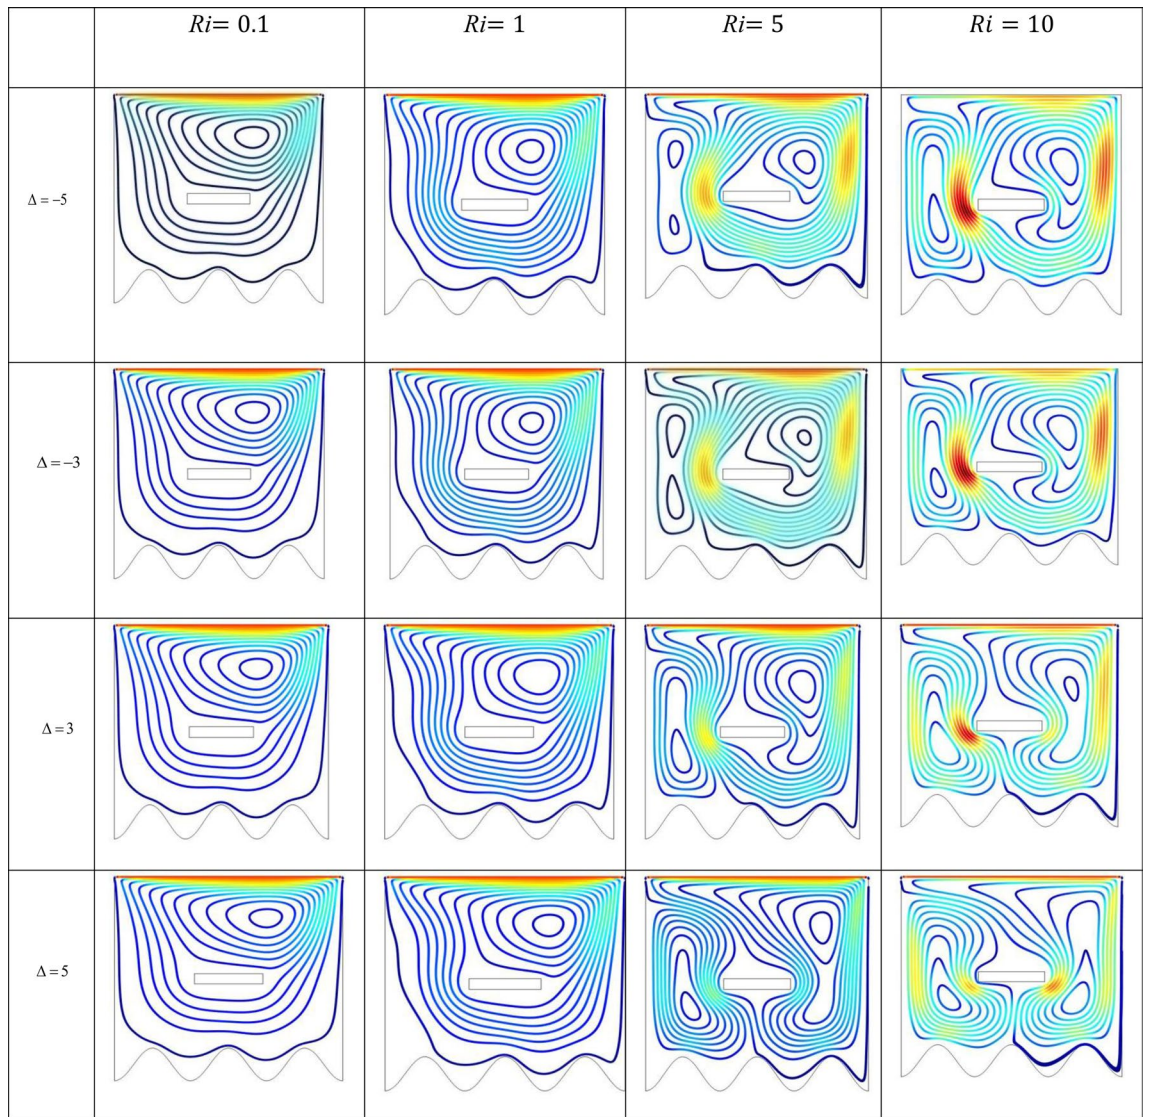 Ri= 0.1
Ri= 1
Ri= 5
Ri = 10
Δ = −5
Δ = −3
Δ = 3
Δ = 5